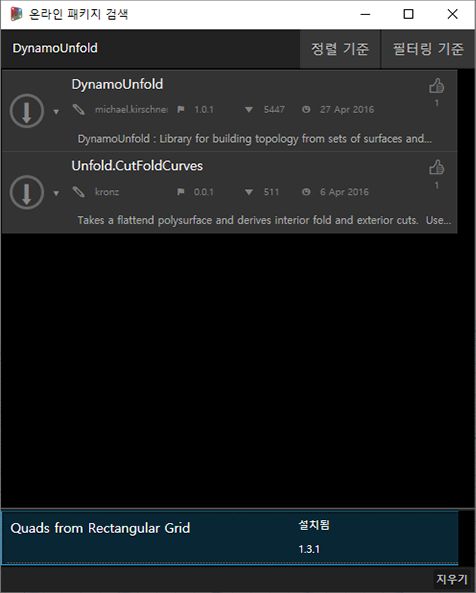 온라인 패키지 검색
DynamoUnfold 정렬 기준 필터링 기준
DynamoUnfold
michael.kirschner 1.0.1 5447 27 Apr 2016 1
DynamoUnfold : Library for building topology from sets of surfaces and...
Unfold.CutFoldCurves
kronz 0.0.1 511 6 Apr 2016 1
Takes a flattend polysurface and derives interior fold and exterior cuts. Use...
Quads from Rectangular Grid 설치됨
1.3.1
지우기